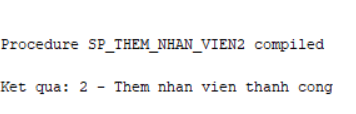 Procedure SP_THEM_NHAN_VIEN2 compiled
Ket qua: 2 - Them nhan vien thanh cong